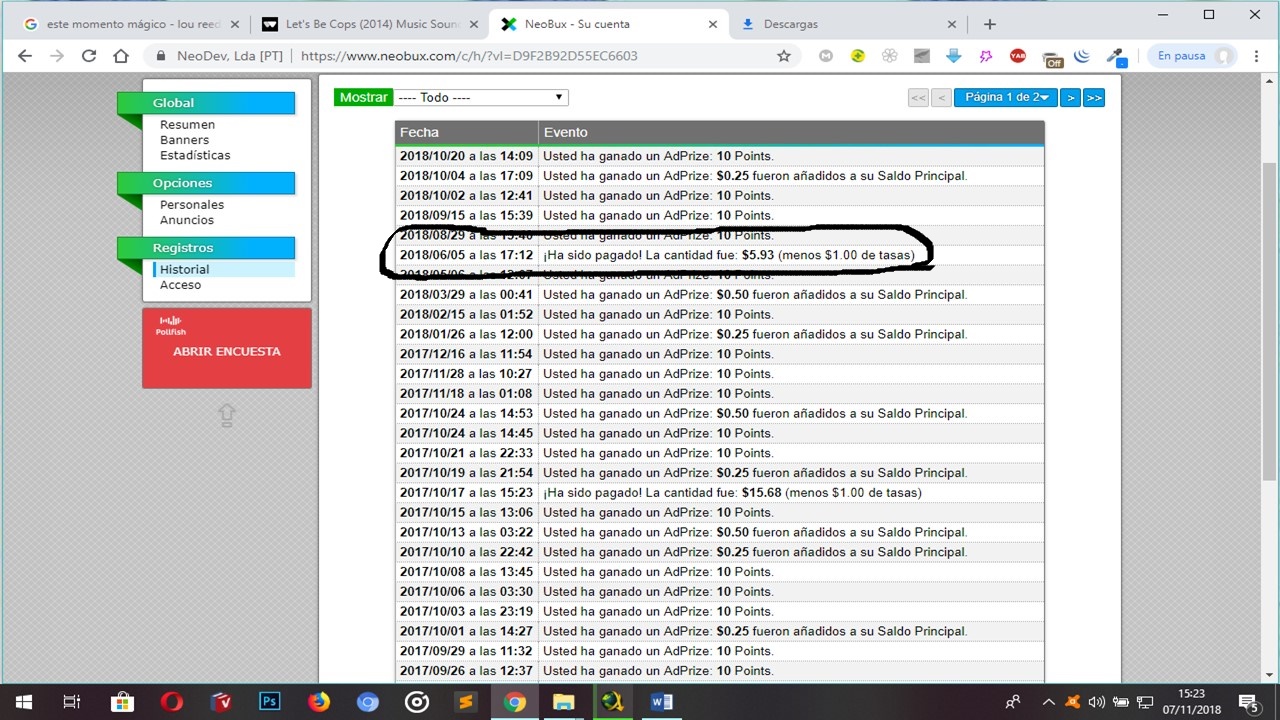 este momento mágico - lou reed
Let's Be Cops (2014) Music Soun
NeoBux - Su cuenta
Descargas
NeoDev, Lda [PT]
https://www.neobux.com/c/h/?vl=D9F2B92D55EC6603
YAB
Off
En pausa
Global
Resumen
Banners
Estadísticas
Opciones
Personales
Anuncios
Registros
Historial
Acceso
Pollfish
ABRIR ENCUESTA
Mostrar ---- Todo ----
<< < Página 1 de 2 > >>
Fecha Evento
2018/10/20 a las 14:09 Usted ha ganado un AdPrize: 10 Points.
2018/10/04 a las 17:09 Usted ha ganado un AdPrize: $0.25 fueron añadidos a su Saldo Principal.
2018/10/02 a las 12:41 Usted ha ganado un AdPrize: 10 Points.
2018/09/15 a las 15:39 Usted ha ganado un AdPrize: 10 Points.
2018/08/29 a las 15:40 Usted ha ganado un AdPrize: 10 Points.
2018/06/05 a las 17:12 ¡Ha sido pagado! La cantidad fue: $5.93 (menos $1.00 de tasas)
2018/05/06 a las Usted ha ganado un AdPrize: 10 Points.
2018/03/29 a las 00:41 Usted ha ganado un AdPrize: $0.50 fueron añadidos a su Saldo Principal.
2018/02/15 a las 01:52 Usted ha ganado un AdPrize: 10 Points.
2018/01/26 a las 12:00 Usted ha ganado un AdPrize: $0.25 fueron añadidos a su Saldo Principal.
2017/12/16 a las 11:54 Usted ha ganado un AdPrize: 10 Points.
2017/11/28 a las 10:27 Usted ha ganado un AdPrize: 10 Points.
2017/11/18 a las 01:08 Usted ha ganado un AdPrize: 10 Points.
2017/10/24 a las 14:53 Usted ha ganado un AdPrize: $0.50 fueron añadidos a su Saldo Principal.
2017/10/24 a las 14:45 Usted ha ganado un AdPrize: 10 Points.
2017/10/21 a las 22:33 Usted ha ganado un AdPrize: 10 Points.
2017/10/19 a las 21:54 Usted ha ganado un AdPrize: $0.25 fueron añadidos a su Saldo Principal.
2017/10/17 a las 15:23 ¡Ha sido pagado! La cantidad fue: $15.68 (menos $1.00 de tasas)
2017/10/15 a las 13:06 Usted ha ganado un AdPrize: 10 Points.
2017/10/13 a las 03:22 Usted ha ganado un AdPrize: $0.50 fueron añadidos a su Saldo Principal.
2017/10/10 a las 22:42 Usted ha ganado un AdPrize: $0.25 fueron añadidos a su Saldo Principal.
2017/10/08 a las 13:45 Usted ha ganado un AdPrize: 10 Points.
2017/10/06 a las 03:30 Usted ha ganado un AdPrize: 10 Points.
2017/10/03 a las 23:19 Usted ha ganado un AdPrize: 10 Points.
2017/10/01 a las 14:27 Usted ha ganado un AdPrize: $0.25 fueron añadidos a su Saldo Principal.
2017/09/29 a las 11:32 Usted ha ganado un AdPrize: 10 Points.
2017/09/26 a las 12:37 Usted ha ganado un AdPrize: 10 Points.
Ps
15:23
07/11/2018
5